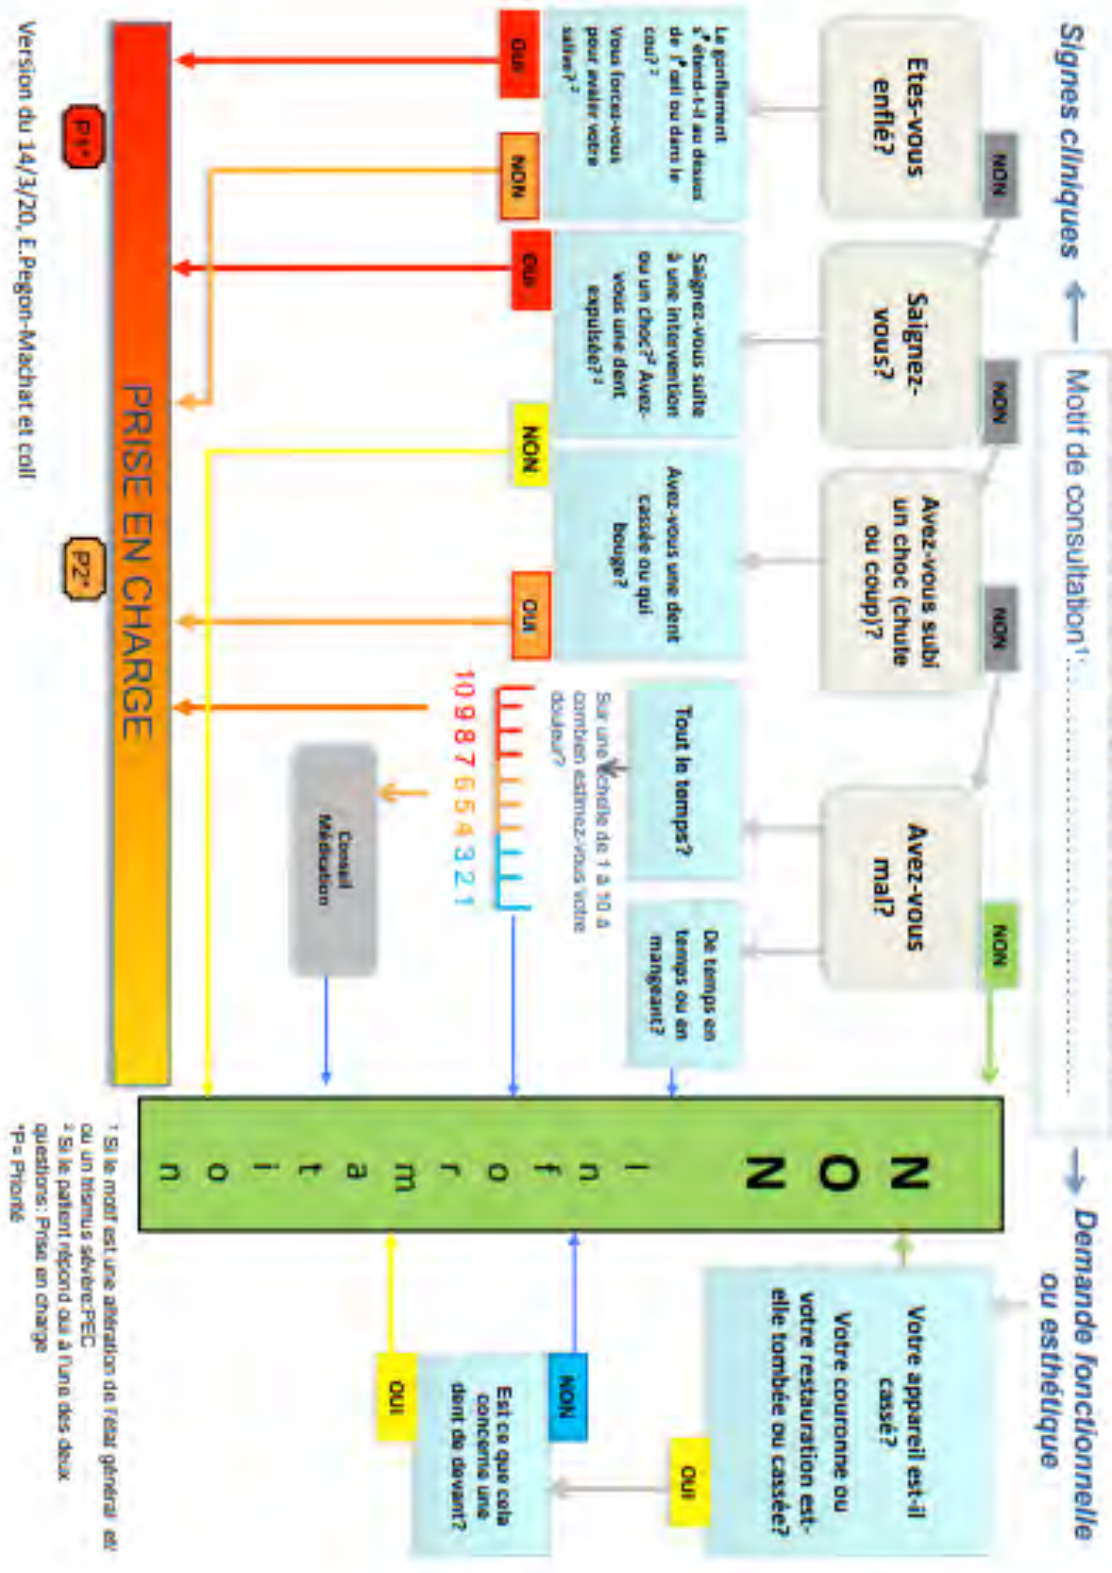 Signes cliniques
Motif de consultation¹:
Demande fonctionnelle
ou esthétique
NON
NON
NON
NON
Etes-vous
enflé?
Saignez-
vous?
Avez-vous subi
un choc (chute
ou coup)?
Avez-vous
mal?
Votre appareil est-il
cassé?
Votre couronne ou
votre restauration est-
elle tombée ou cassée?
Le gonflement
s'étend-t-il au dessus
de l'œil ou dans le
cou? ²
Vous forcez-vous
pour avaler votre
salive? ²
Saignez-vous suite
à une intervention
ou un choc?² Avez-
vous une dent
expulsée? ²
Avez-vous une dent
cassée ou qui
bouge?
Tout le temps?
De temps en
temps ou en
mangeant?
OUI
NON
OUI
NON
OUI
Sur une échelle de 1 à 10 à
combien estimez-vous votre
douleur?
10 9 8 7 6 5 4 3 2 1
Conseil
Médication
OUI
NON
Est ce que cela
concerne une
dent de devant?
OUI
NON
Information
PRISE EN CHARGE
P1*
P2*
Version du 14/3/20, E.Pegon-Machat et coll
¹ Si le motif est une altération de l'état général et/
ou un trismus sévère:PEC
² Si le patient répond oui à l'une des deux
questions: Prise en charge
*P= Priorité